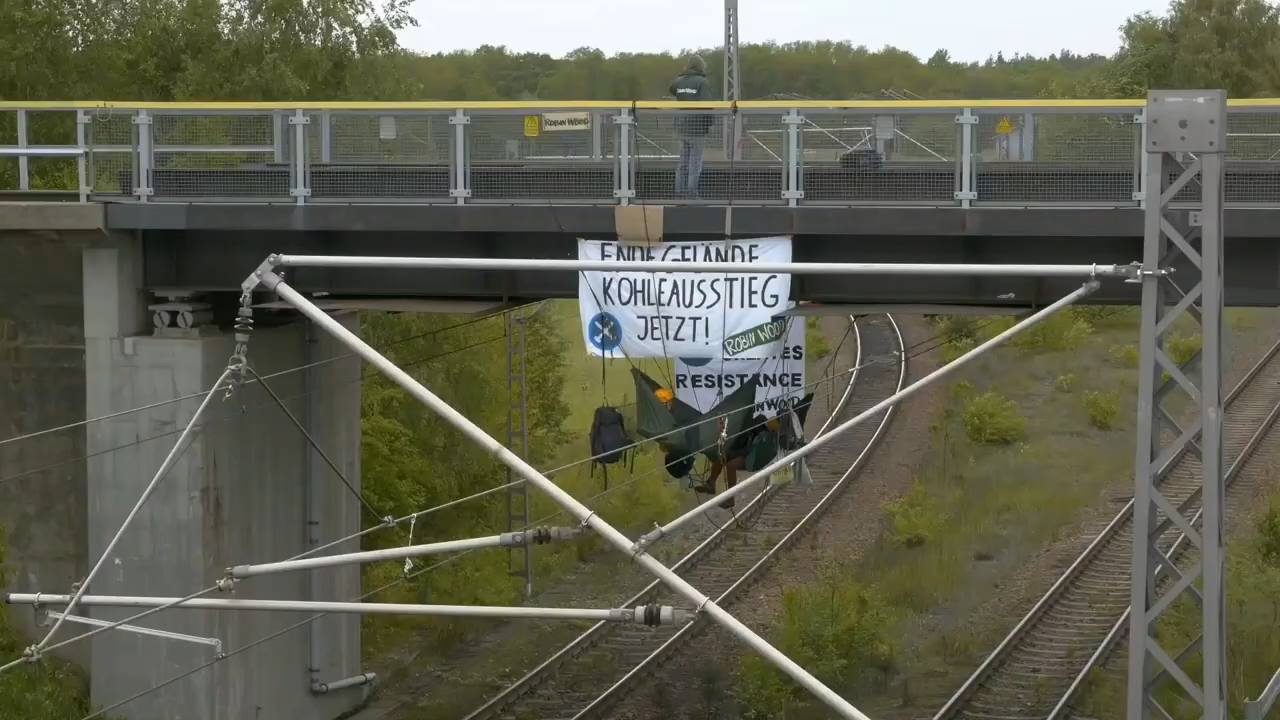 ROBIN WOOD
ENDE GELÄNDE
KOHLEAUSSTIEG
JETZT!
ROBIN WOOD
RESISTANCE